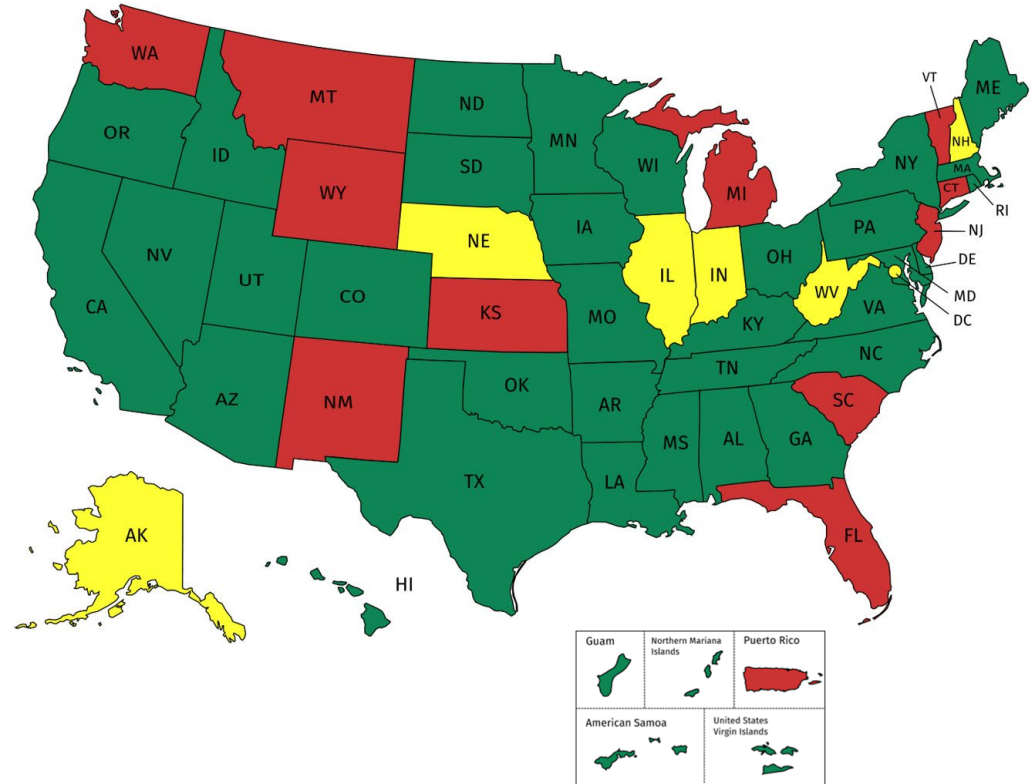 WA
MT
ND
MN
VT
ME
OR
ID
SD
WI
NY
NH
MA
WY
MI
CT
RI
NE
IA
PA
NJ
NV
UT
CO
IL
IN
OH
DE
CA
KS
MO
WV
VA
MD
KY
DC
AZ
NM
OK
AR
TN
NC
SC
TX
MS
AL
GA
LA
AK
FL
HI
Guam
Northern Mariana
Islands
Puerto Rico
American Samoa
United States
Virgin Islands